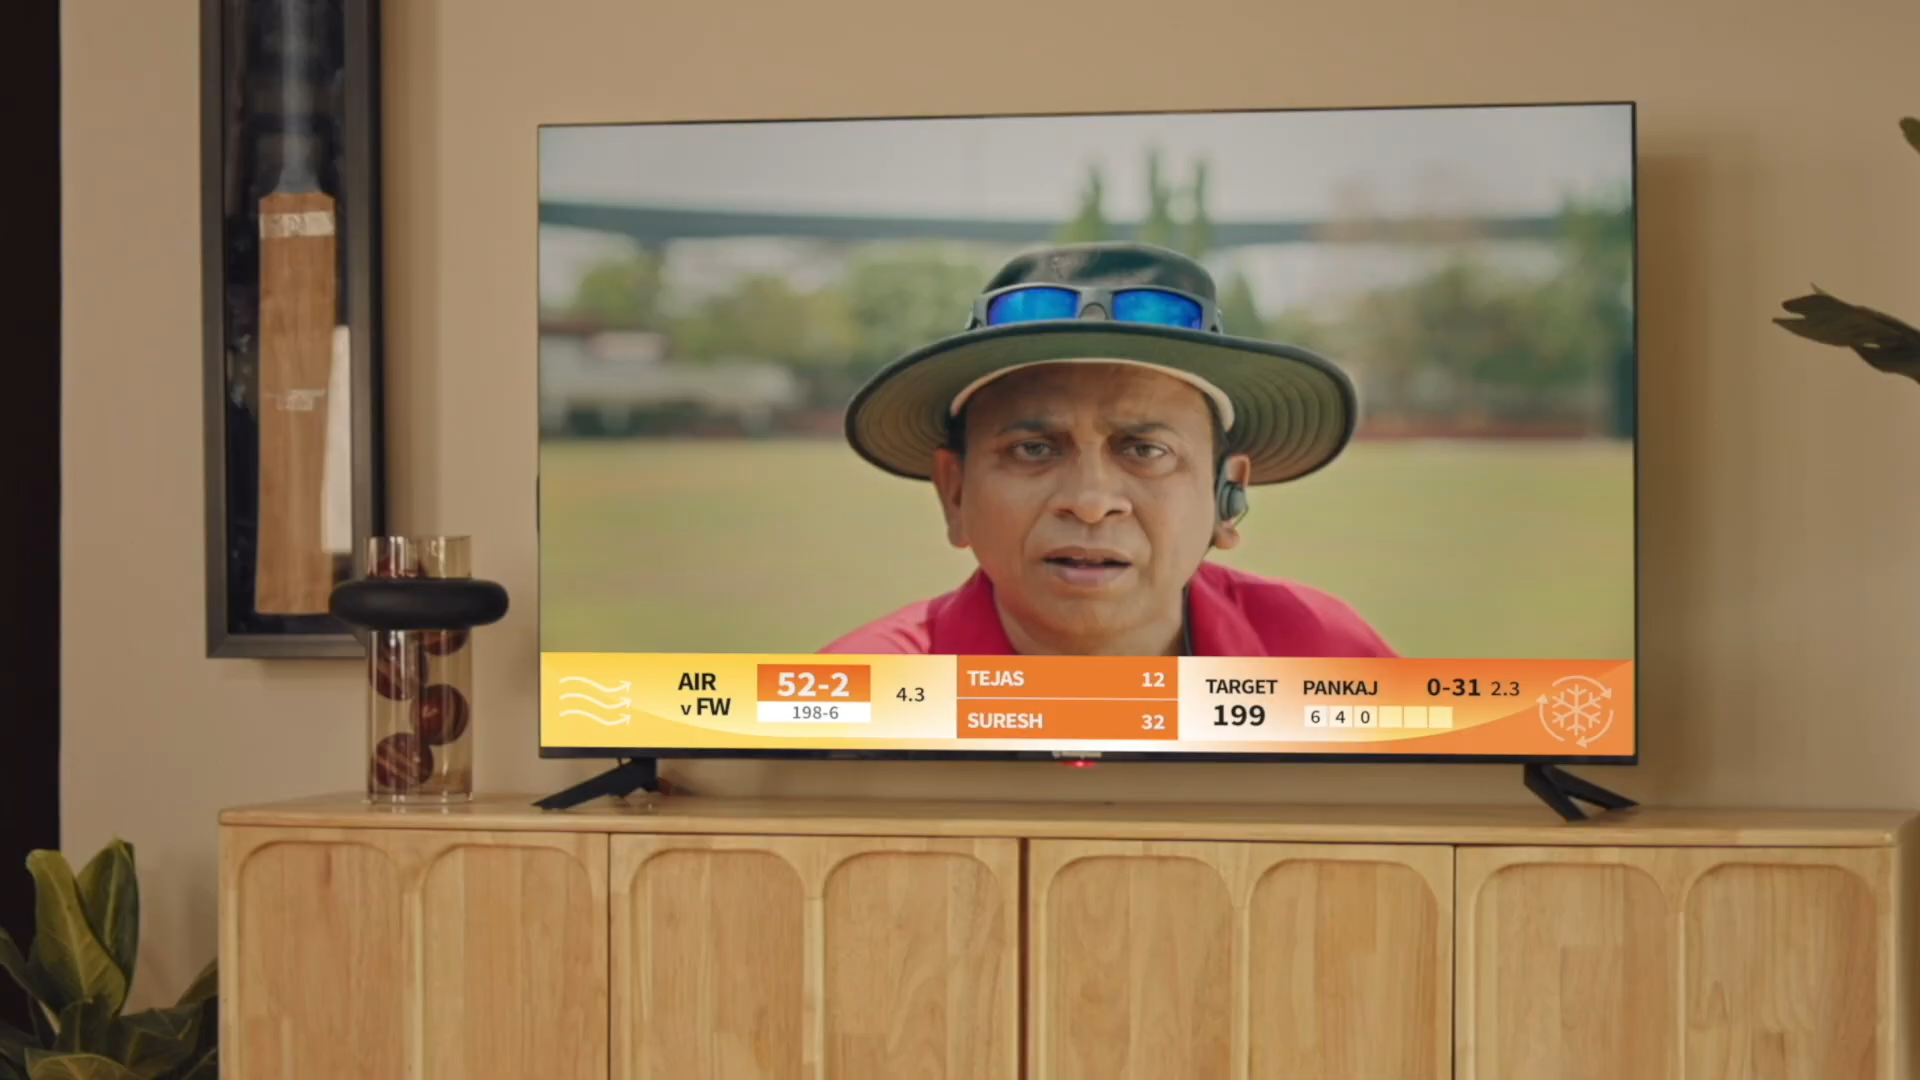 AIR
v FW
52-2
198-6
4.3
TEJAS 12
SURESH 32
TARGET
199
PANKAJ 0-31 2.3
6 4 0